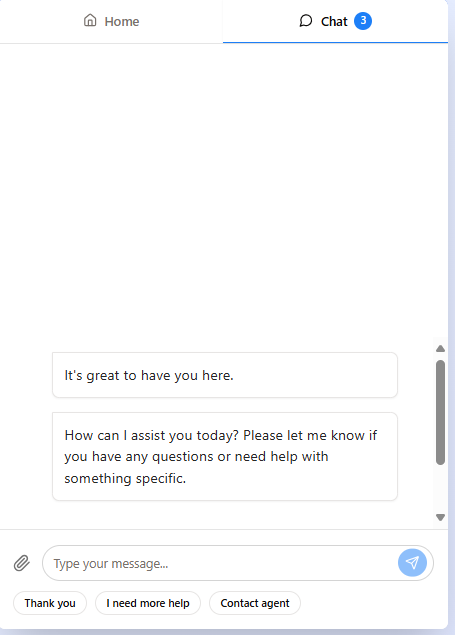 Home
Chat 3
It's great to have you here.
How can I assist you today? Please let me know if
you have any questions or need help with
something specific.
Type your message...
Thank you
I need more help
Contact agent